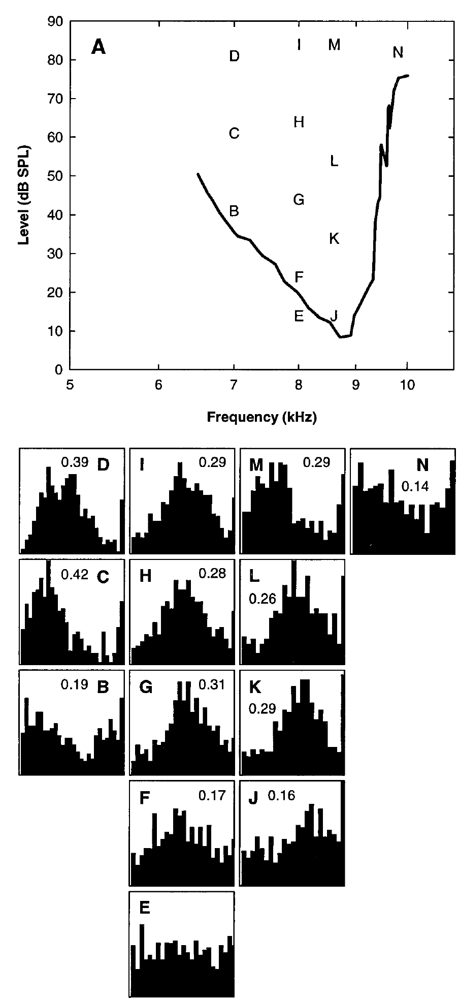 90
A
I
M
D
N
80
70
H
C
60
L
50
Level (dB SPL)
G
B
40
K
30
F
20
E
J
10
0
5
6
7
8
9
10
Frequency (kHz)
0.39 D
I 0.29
M 0.29
N
0.14
0.42 C
H 0.28
L
0.26
0.19 B
G 0.31
K
0.29
F 0.17
J 0.16
E